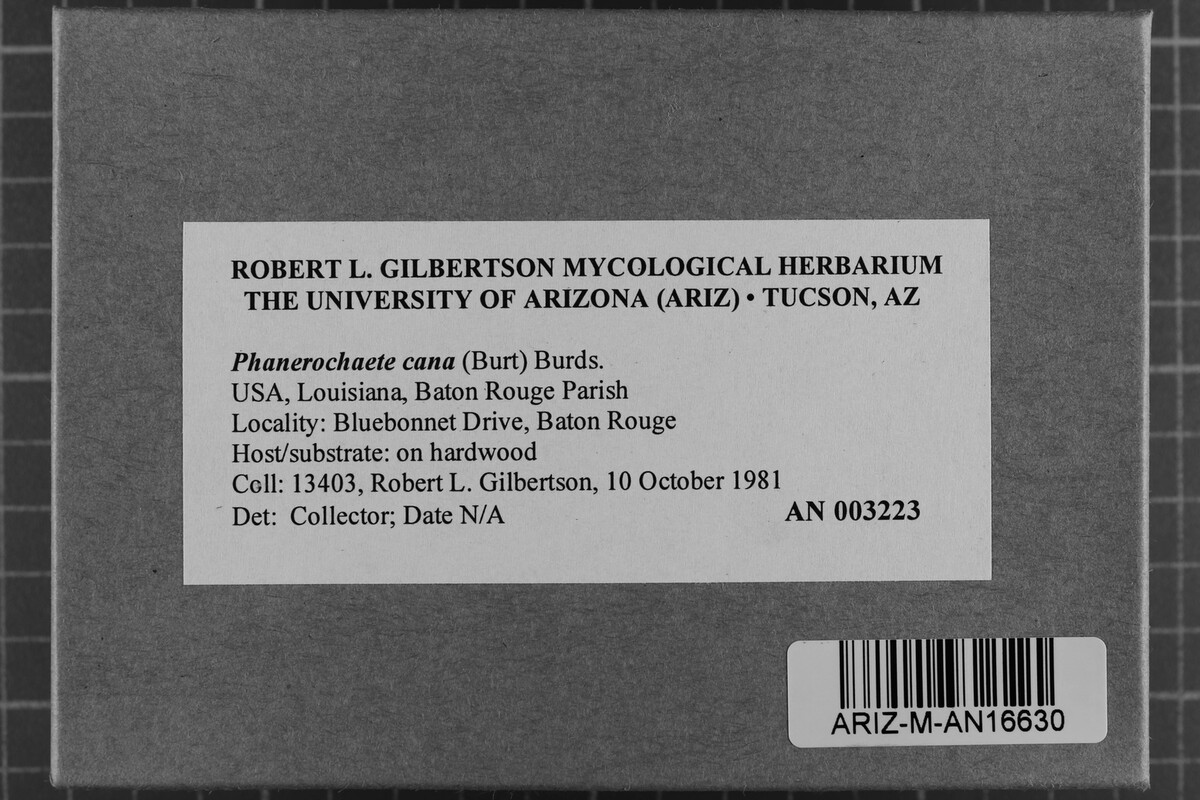 ROBERT L. GILBERTSON MYCOLOGICAL HERBARIUM
THE UNIVERSITY OF ARIZONA (ARIZ) • TUCSON, AZ
Phanerochaete cana (Burt) Burds.
USA, Louisiana, Baton Rouge Parish
Locality: Bluebonnet Drive, Baton Rouge
Host/substrate: on hardwood
Coll: 13403, Robert L. Gilbertson, 10 October 1981
Det: Collector; Date N/A AN 003223
ARIZ-M-AN16630